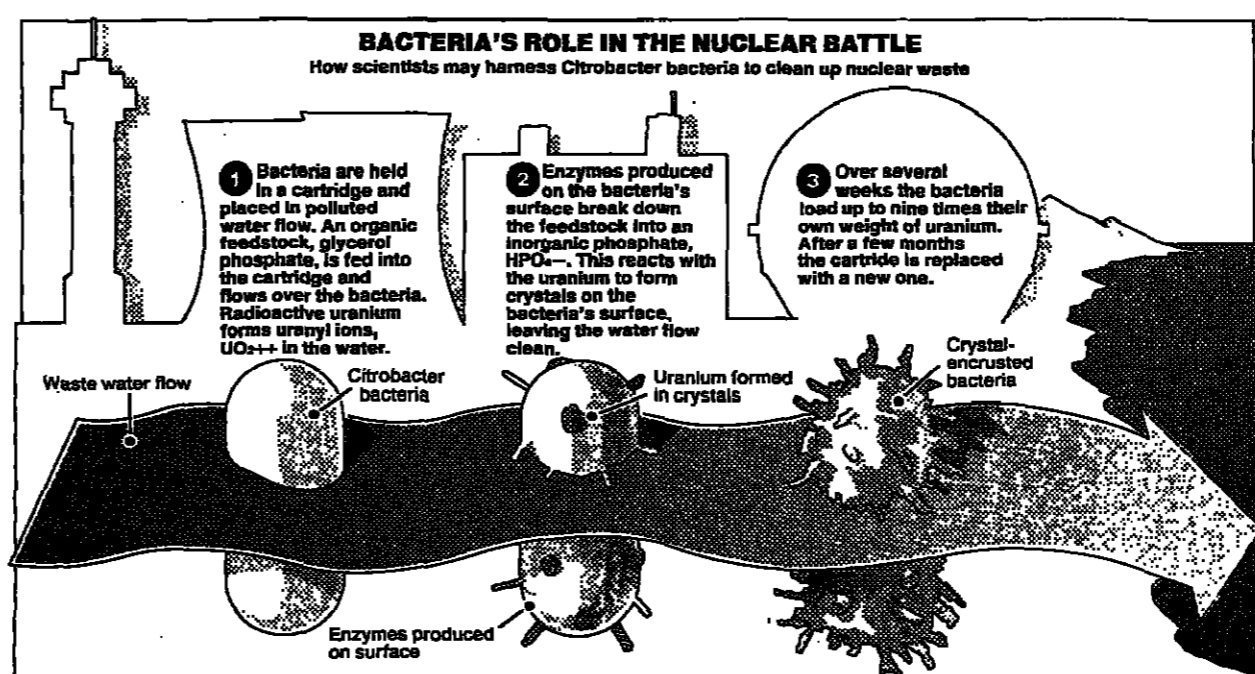 BACTERIA'S ROLE IN THE NUCLEAR BATTLE
How scientists may harness Citrobacter bacteria to clean up nuclear waste
1 Bacteria are held
in a cartridge and
placed in polluted
water flow. An organic
feedstock, glycerol
phosphate, is fed into
the cartridge and
flows over the bacteria.
Radioactive uranium
forms uranyl ions,
UO₂++ in the water.
2 Enzymes produced
on the bacteria's
surface break down
the feedstock into an
inorganic phosphate,
HPO₄—. This reacts with
the uranium to form
crystals on the
bacteria's surface,
leaving the water flow
clean.
3 Over several
weeks the bacteria
load up to nine times their
own weight of uranium.
After a few months
the cartride is replaced
with a new one.
Waste water flow
Citrobacter
bacteria
Uranium formed
in crystals
Crystal-
encrusted
bacteria
Enzymes produced
on surface